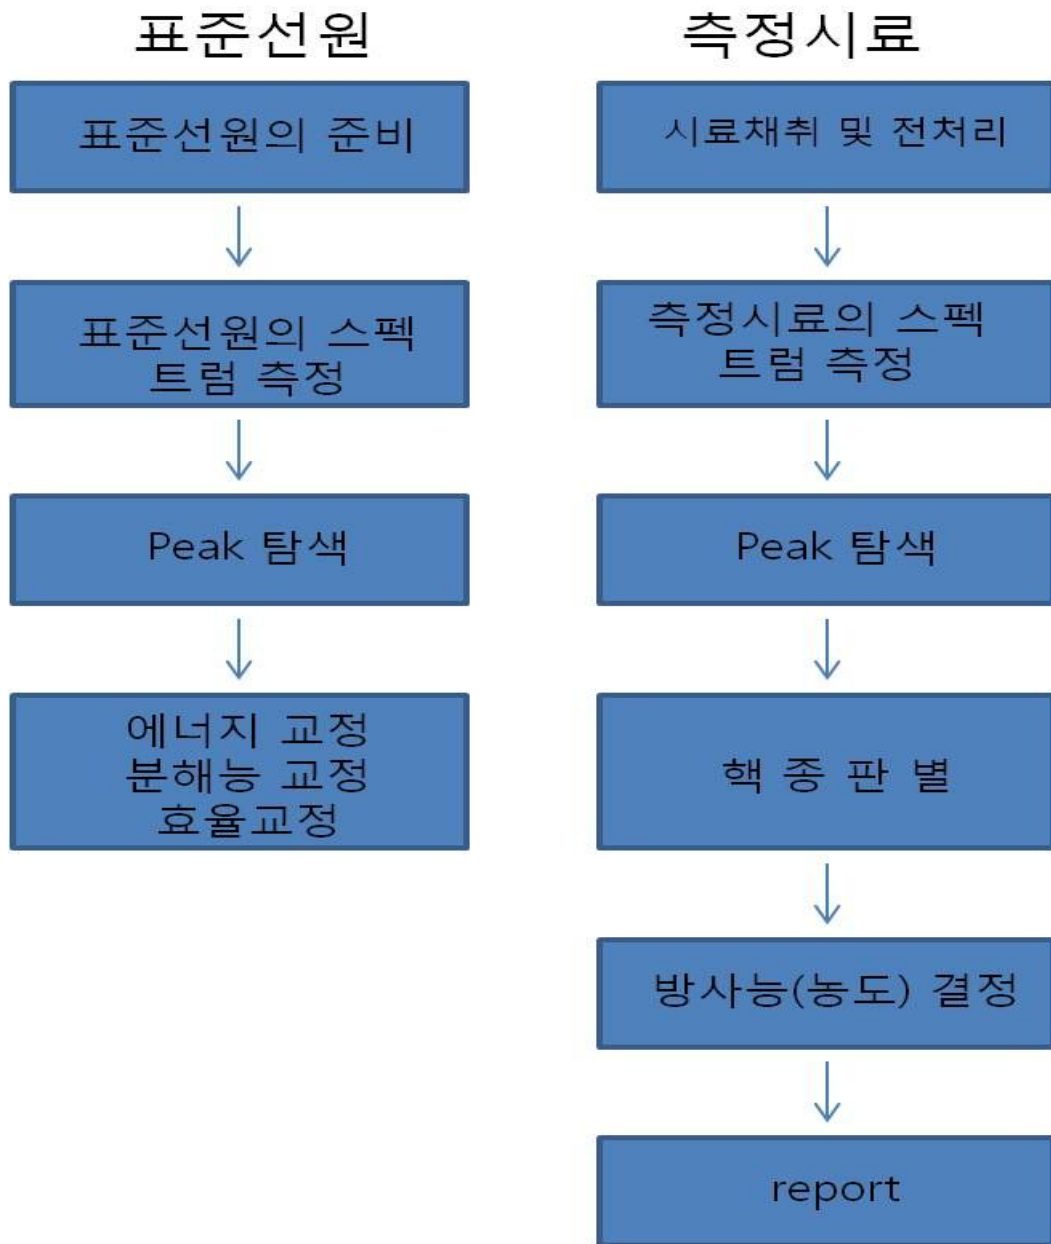 표준선원
표준선원의 준비
표준선원의 스펙
트럼 측정
Peak 탐색
에너지 교정
분해능 교정
효율교정
측정시료
시료채취 및 전처리
측정시료의 스펙
트럼 측정
Peak 탐색
핵 종 판 별
방사능(농도) 결정
report